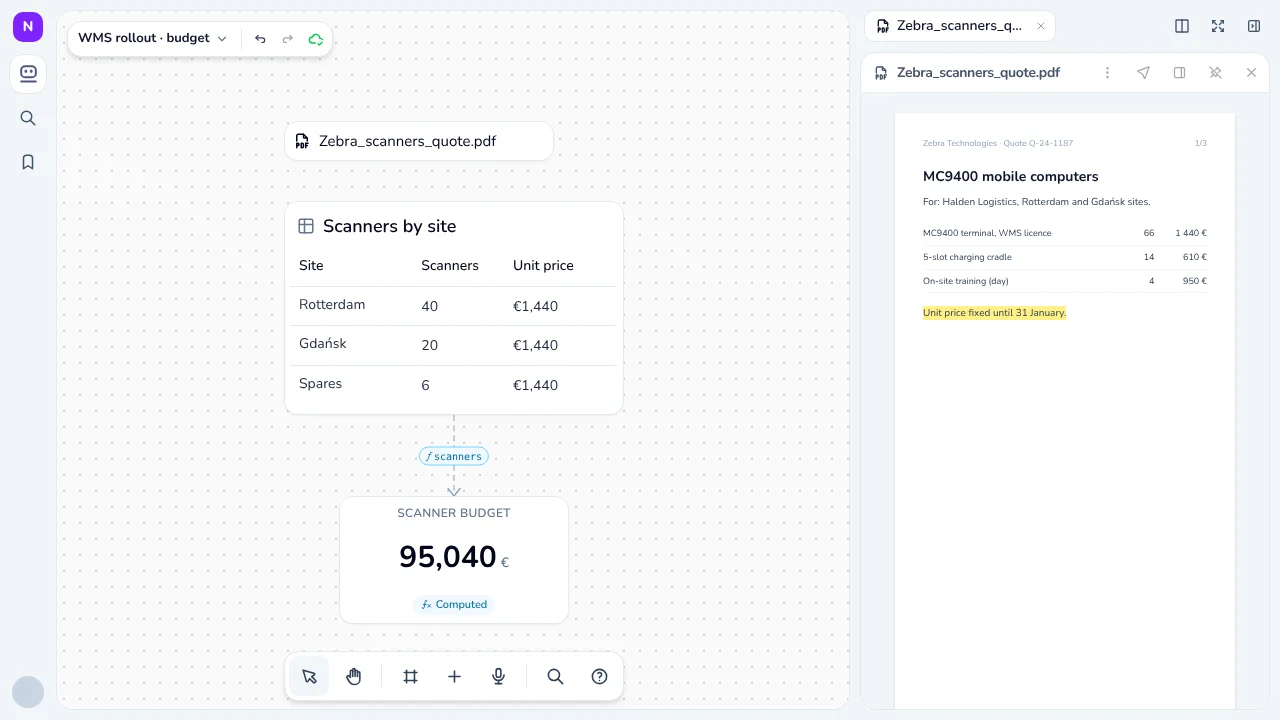 N
WMS rollout · budget
Zebra_scanners_quote.pdf
Scanners by site
Site Scanners Unit price
Rotterdam 40 €1,440
Gdańsk 20 €1,440
Spares 6 €1,440
ƒ scanners
SCANNER BUDGET
95,040 €
ƒx Computed
Zebra_scanners_q...
Zebra_scanners_quote.pdf
Zebra Technologies · Quote Q-24-1187 1/3
MC9400 mobile computers
For: Halden Logistics, Rotterdam and Gdańsk sites.
MC9400 terminal, WMS licence 66 1 440 €
5-slot charging cradle 14 610 €
On-site training (day) 4 950 €
Unit price fixed until 31 January.